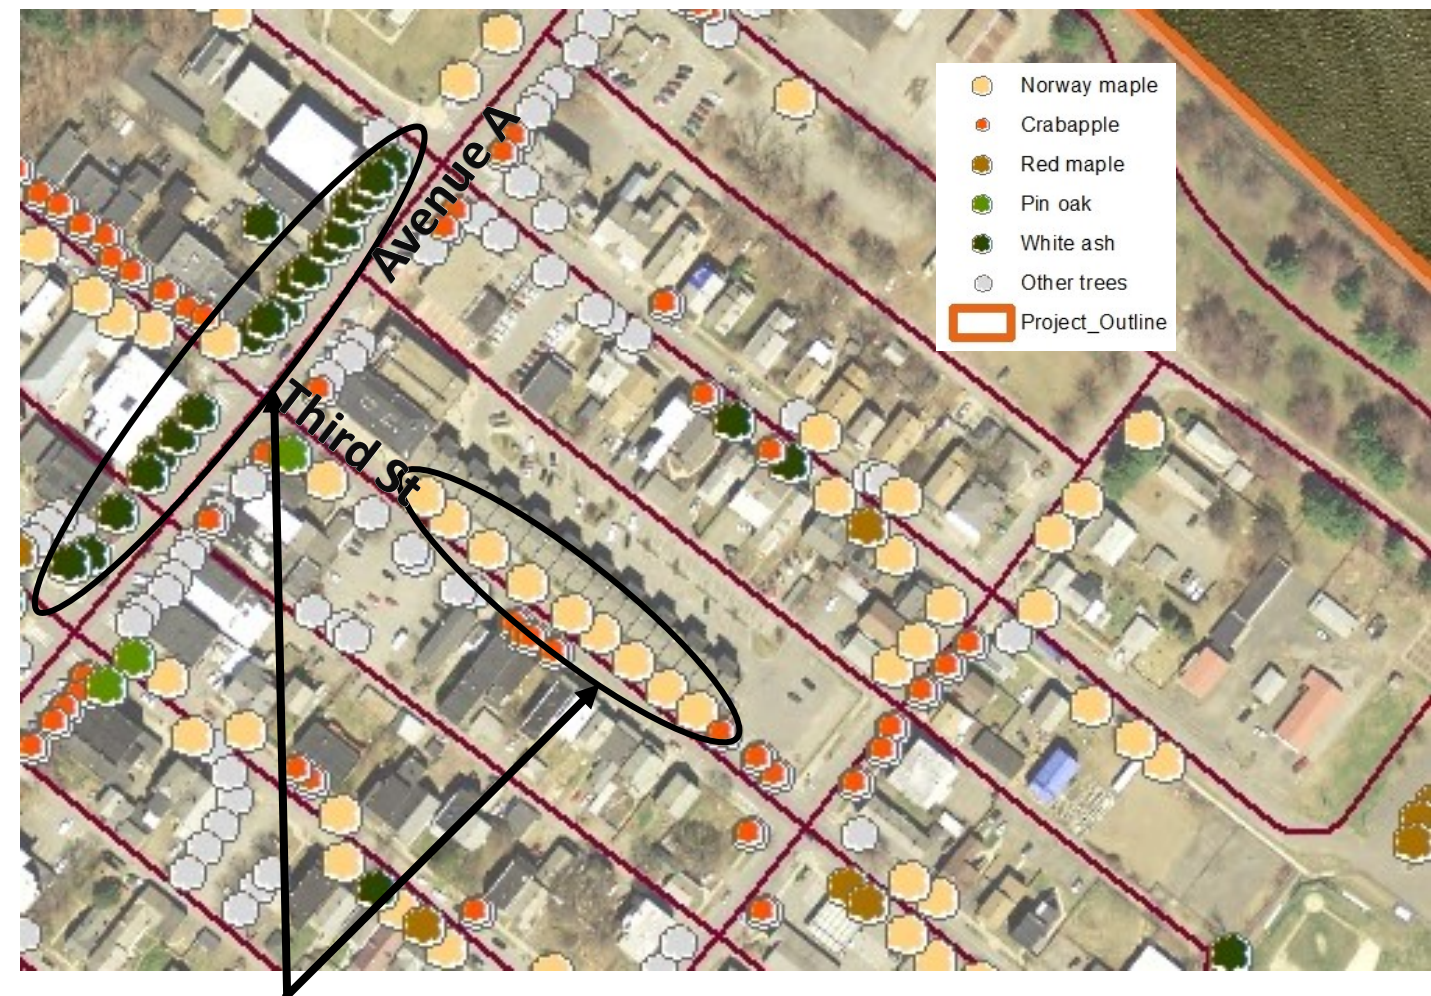 Avenue A
Third St
Norway maple
Crabapple
Red maple
Pin oak
White ash
Other trees
Project_Outline